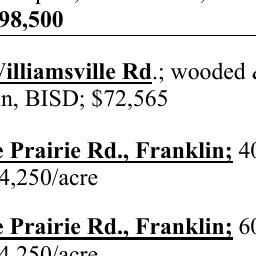 98,500
Williamsville Rd.; wooded
n, BISD; $72,565
e Prairie Rd., Franklin; 40
4,250/acre
e Prairie Rd., Franklin; 60
4,250/acre